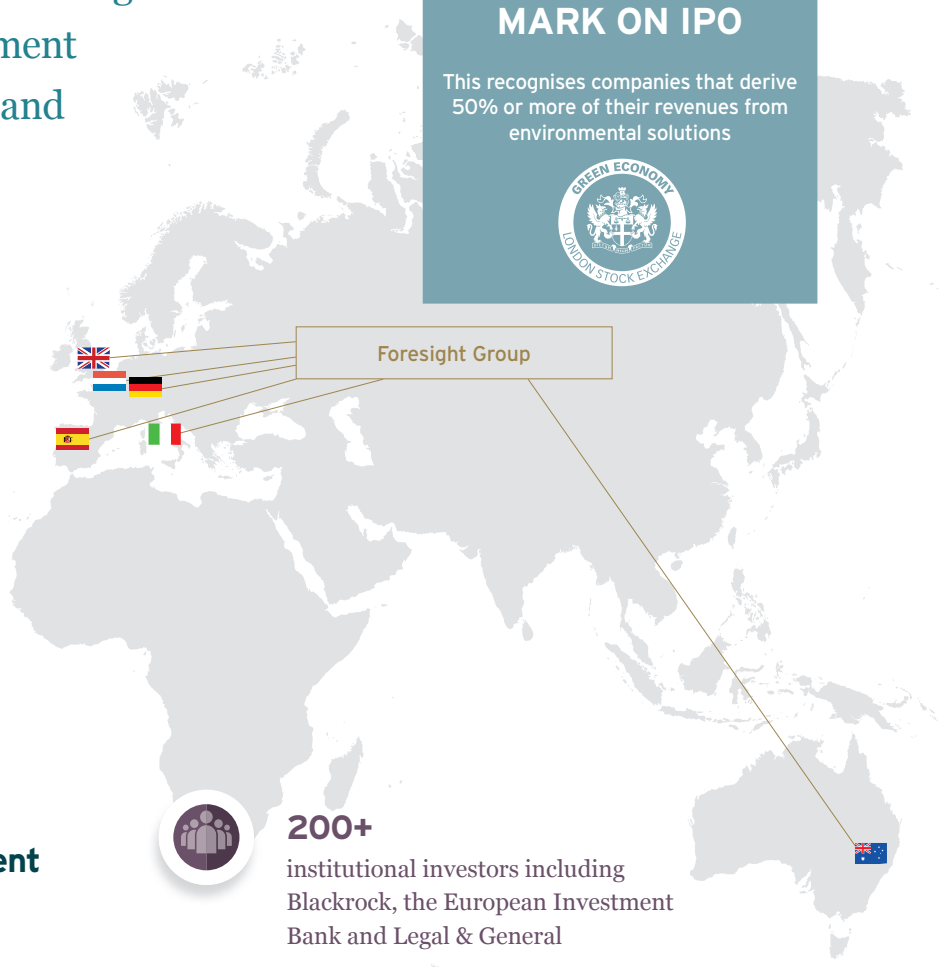 ment
and
MARK ON IPO
This recognises companies that derive
50% or more of their revenues from
environmental solutions
GREEN ECONOMY
LONDON STOCK EXCHANGE
Foresight Group
ent
200+
institutional investors including
Blackrock, the European Investment
Bank and Legal & General